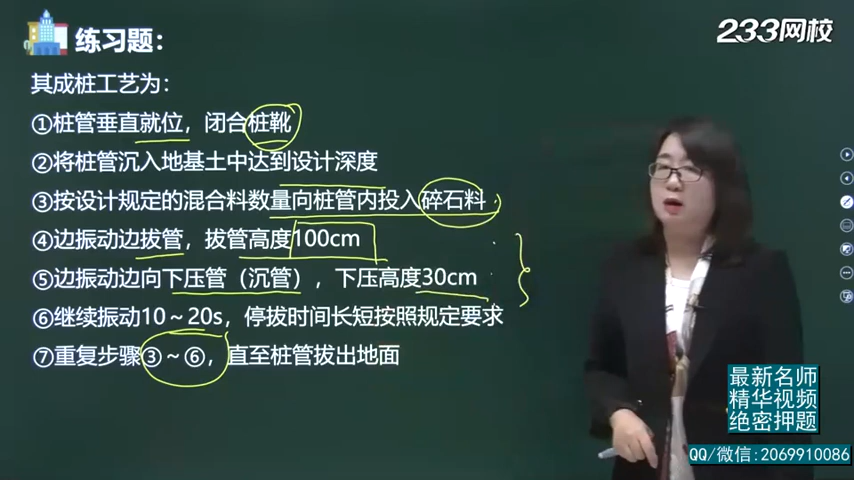 练习题：
233网校
其成桩工艺为：
①桩管垂直就位，闭合桩靴
②将桩管沉入地基土中达到设计深度
③按设计规定的混合料数量向桩管内投入碎石料
④边振动边拔管，拔管高度100cm
⑤边振动边向下压管（沉管），下压高度30cm
⑥继续振动10～20s，停拔时间长短按照规定要求
⑦重复步骤③～⑥，直至桩管拔出地面
最新名师
精华视频
绝密押题
QQ/微信:2069910086